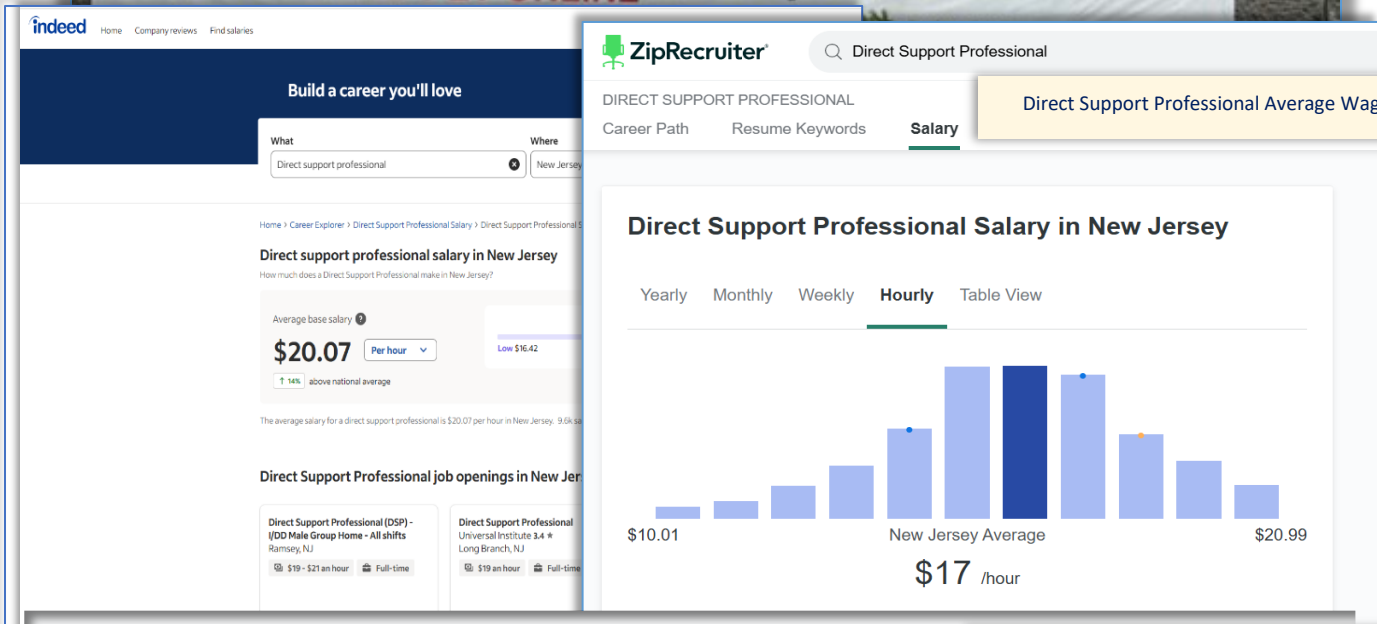 ONLINE
indeed
Home Company reviews Find salaries
Build a career you'll love
What
Where
Direct support professional
New Jersey
Home > Career Explorer > Direct Support Professional Salary > Direct Support Professional S
Direct support professional salary in New Jersey
How much does a Direct Support Professional make in New Jersey?
Average base salary ?
$20.07 Per hour
Low $16.42
↑ 14% above national average
The average salary for a direct support professional is $20.07 per hour in New Jersey. 9.6k sa
Direct Support Professional job openings in New Jer
Direct Support Professional (DSP) -
I/DD Male Group Home - All shifts
Ramsey, NJ
$19 - $21 an hour Full-time
Direct Support Professional
Universal Institute 3.4 ★
Long Branch, NJ
$19 an hour Full-time
ZipRecruiter
Direct Support Professional
DIRECT SUPPORT PROFESSIONAL
Career Path Resume Keywords Salary
Direct Support Professional Average Wag
Direct Support Professional Salary in New Jersey
Yearly Monthly Weekly Hourly Table View
$10.01
New Jersey Average
$20.99
$17 /hour